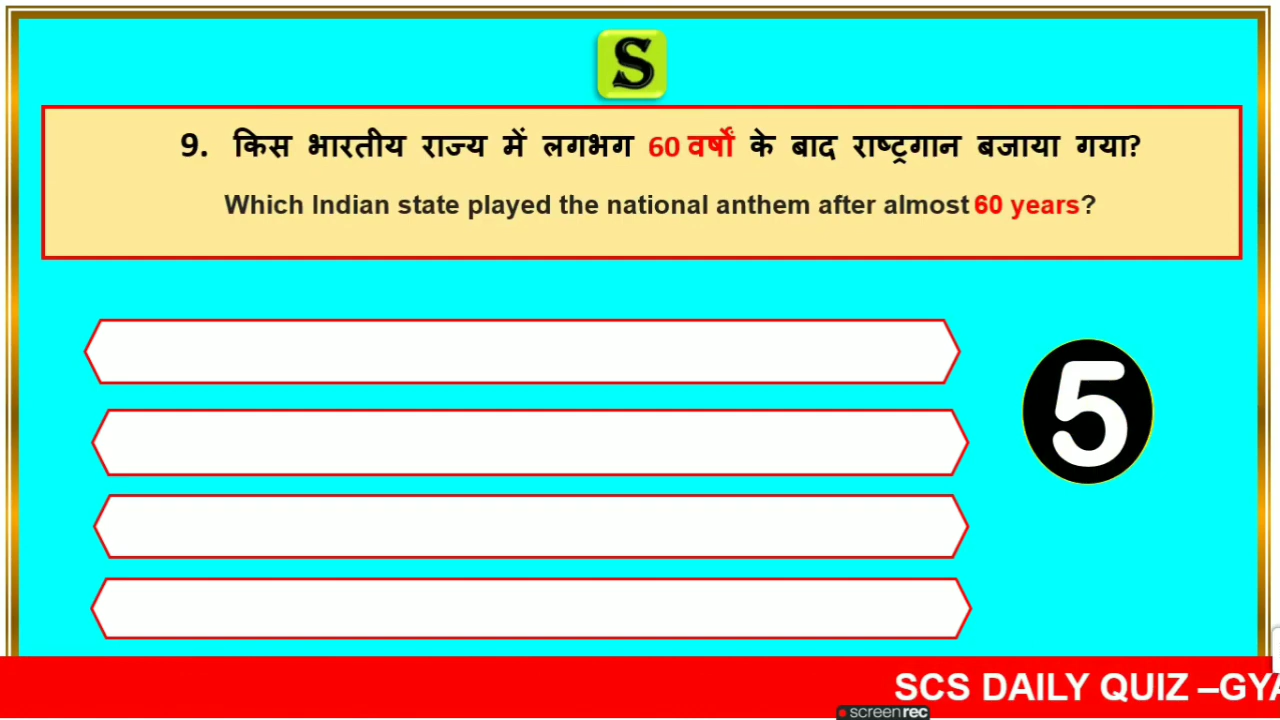 S
9. किस भारतीय राज्य में लगभग 60 वर्षों के बाद राष्ट्रगान बजाया गया?
Which Indian state played the national anthem after almost 60 years?
5
SCS DAILY QUIZ –GYA
screenrec